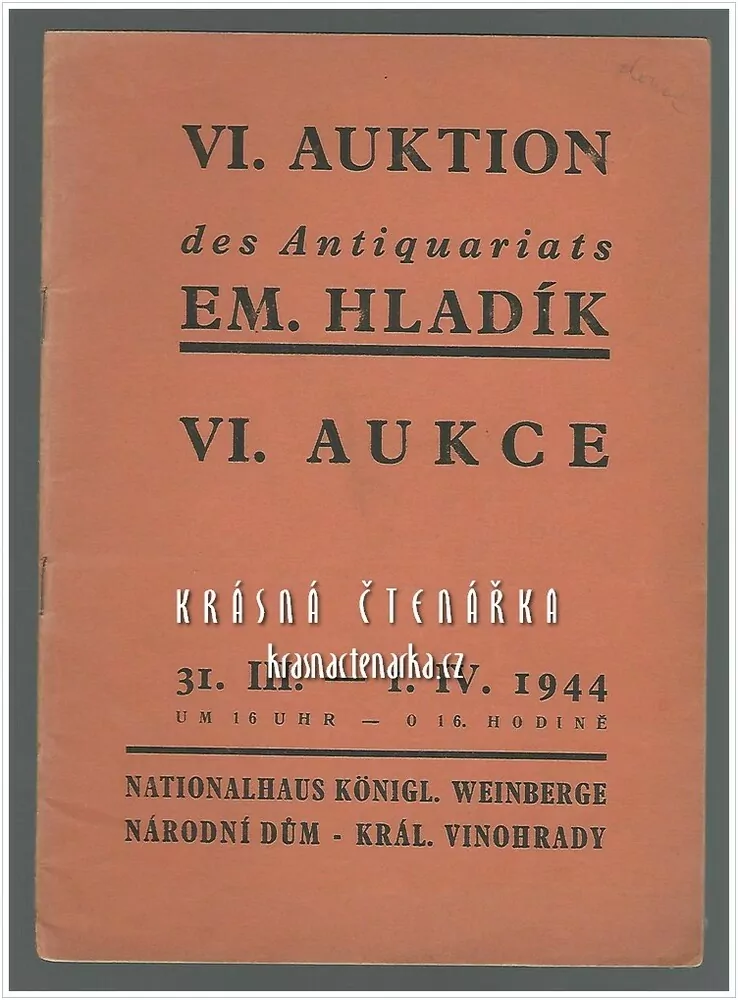 VI. AUKTION
des Antiquariats
EM. HLADÍK
VI. AUKCE
KRÁSNÁ ČTENÁŘKA
krasnactenarka.cz
31. III. — 1. IV. 1944
UM 16 UHR — O 16. HODINĚ
NATIONALHAUS KÖNIGL. WEINBERGE
NÁRODNÍ DŮM - KRÁL. VINOHRADY